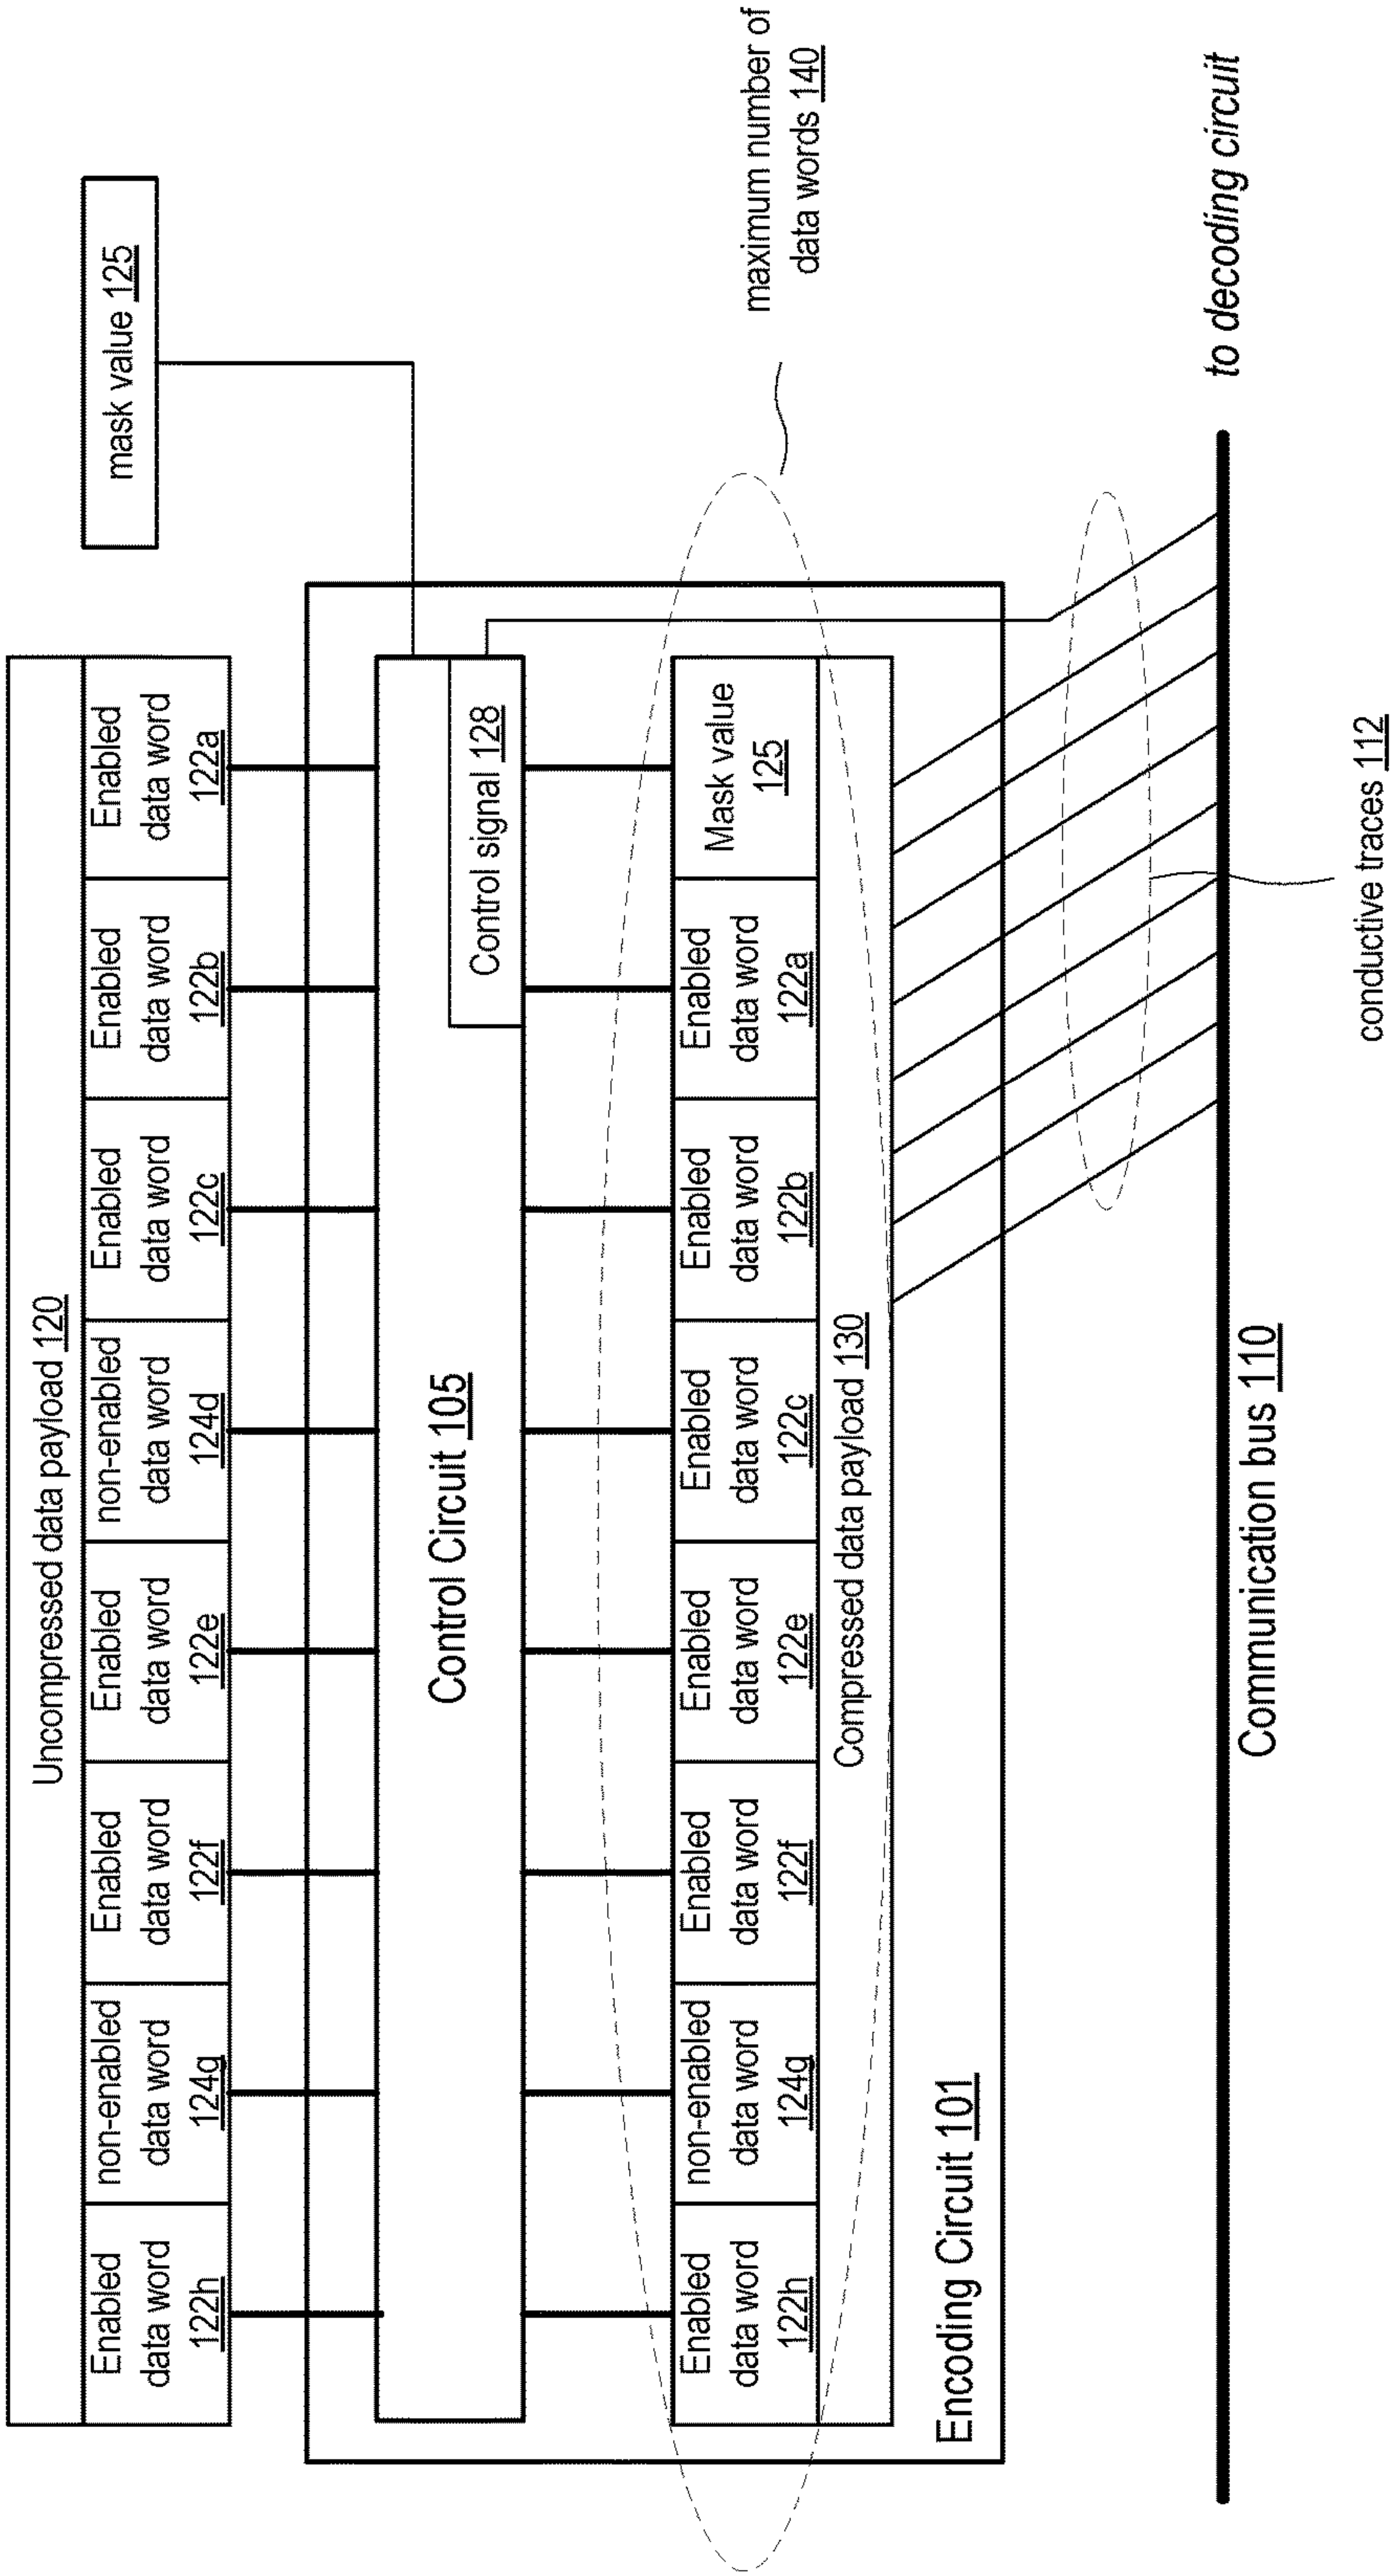 Uncompressed data payload 120
Enabled
data word
122h
non-enabled
data word
124g
Enabled
data word
122f
Enabled
data word
122e
non-enabled
data word
124d
Enabled
data word
122c
Enabled
data word
122b
Enabled
data word
122a
mask value 125
Control Circuit 105
Control signal 128
Enabled
data word
122h
non-enabled
data word
124g
Enabled
data word
122f
Enabled
data word
122e
Enabled
data word
122c
Enabled
data word
122b
Enabled
data word
122a
Mask value
125
Compressed data payload 130
maximum number of
data words 140
Encoding Circuit 101
to decoding circuit
Communication bus 110
conductive traces 112